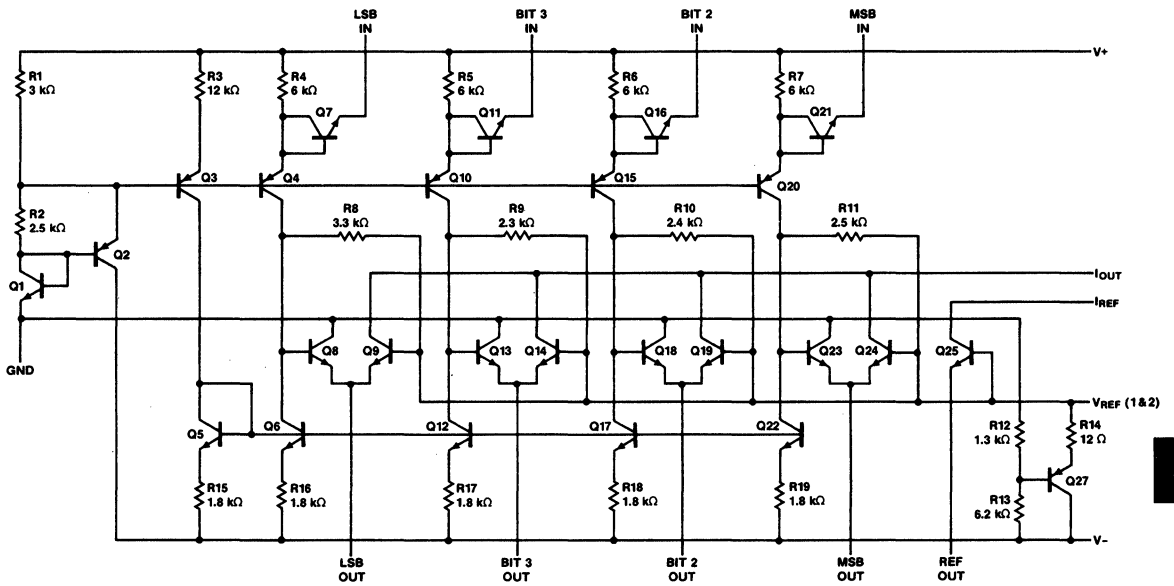 LSB IN
BIT 3 IN
BIT 2 IN
MSB IN
V+
R1 3 kΩ
R3 12 kΩ
R4 6 kΩ
R5 6 kΩ
R6 6 kΩ
R7 6 kΩ
Q7
Q11
Q16
Q21
Q3
Q4
Q10
Q15
Q20
R2 2.5 kΩ
R8 3.3 kΩ
R9 2.3 kΩ
R10 2.4 kΩ
R11 2.5 kΩ
Q2
Q1
IOUT
IREF
GND
Q8
Q9
Q13
Q14
Q18
Q19
Q23
Q24
Q25
VREF (1&2)
Q5
Q6
Q12
Q17
Q22
R12 1.3 kΩ
R14 12 Ω
Q27
R15 1.8 kΩ
R16 1.8 kΩ
R17 1.8 kΩ
R18 1.8 kΩ
R19 1.8 kΩ
R13 6.2 kΩ
V−
LSB OUT
BIT 3 OUT
BIT 2 OUT
MSB OUT
REF OUT